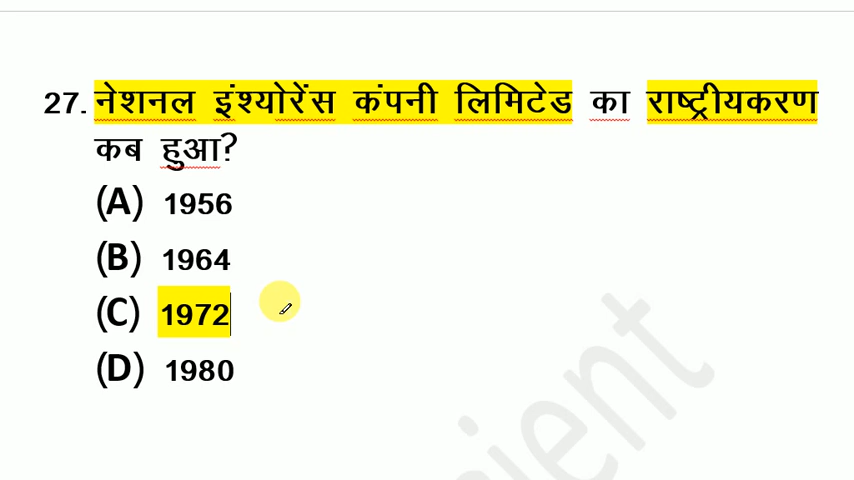 27. नेशनल इंश्योरेंस कंपनी लिमिटेड का राष्ट्रीयकरण
कब हुआ?
(A) 1956
(B) 1964
(C) 1972
(D) 1980